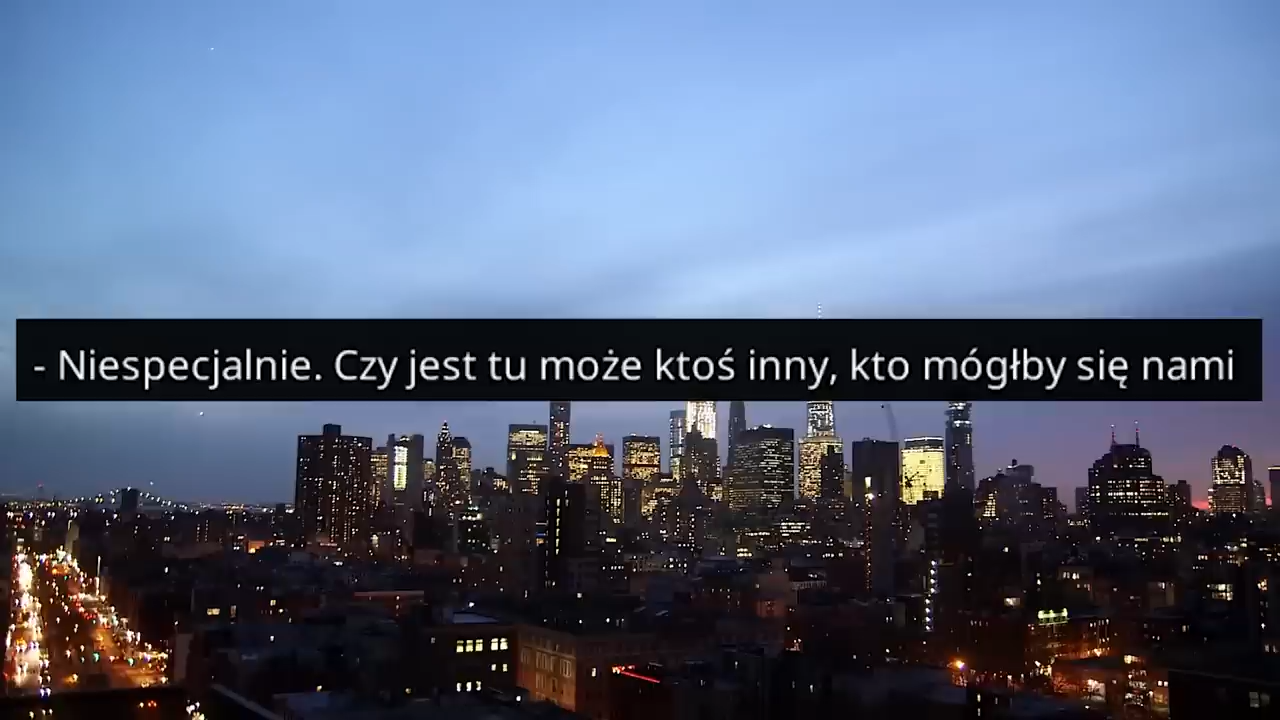 - Niespecjalnie. Czy jest tu może ktoś inny, kto mógłby się nami